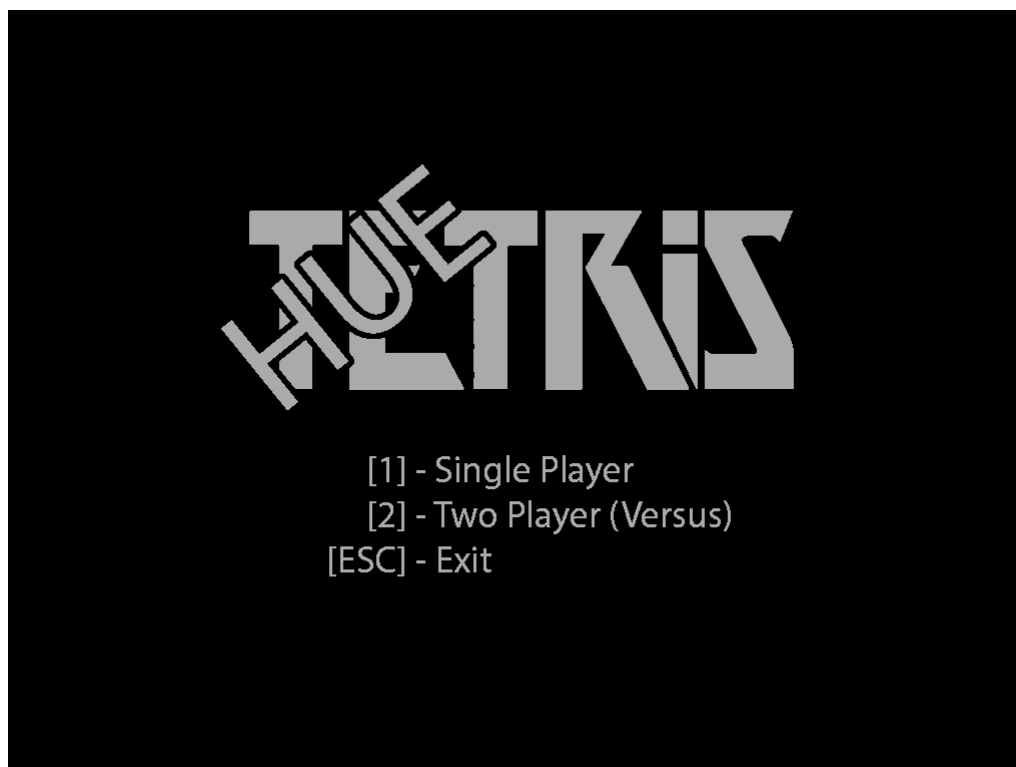 HUE
TETRiS
[1] - Single Player
[2] - Two Player (Versus)
[ESC] - Exit